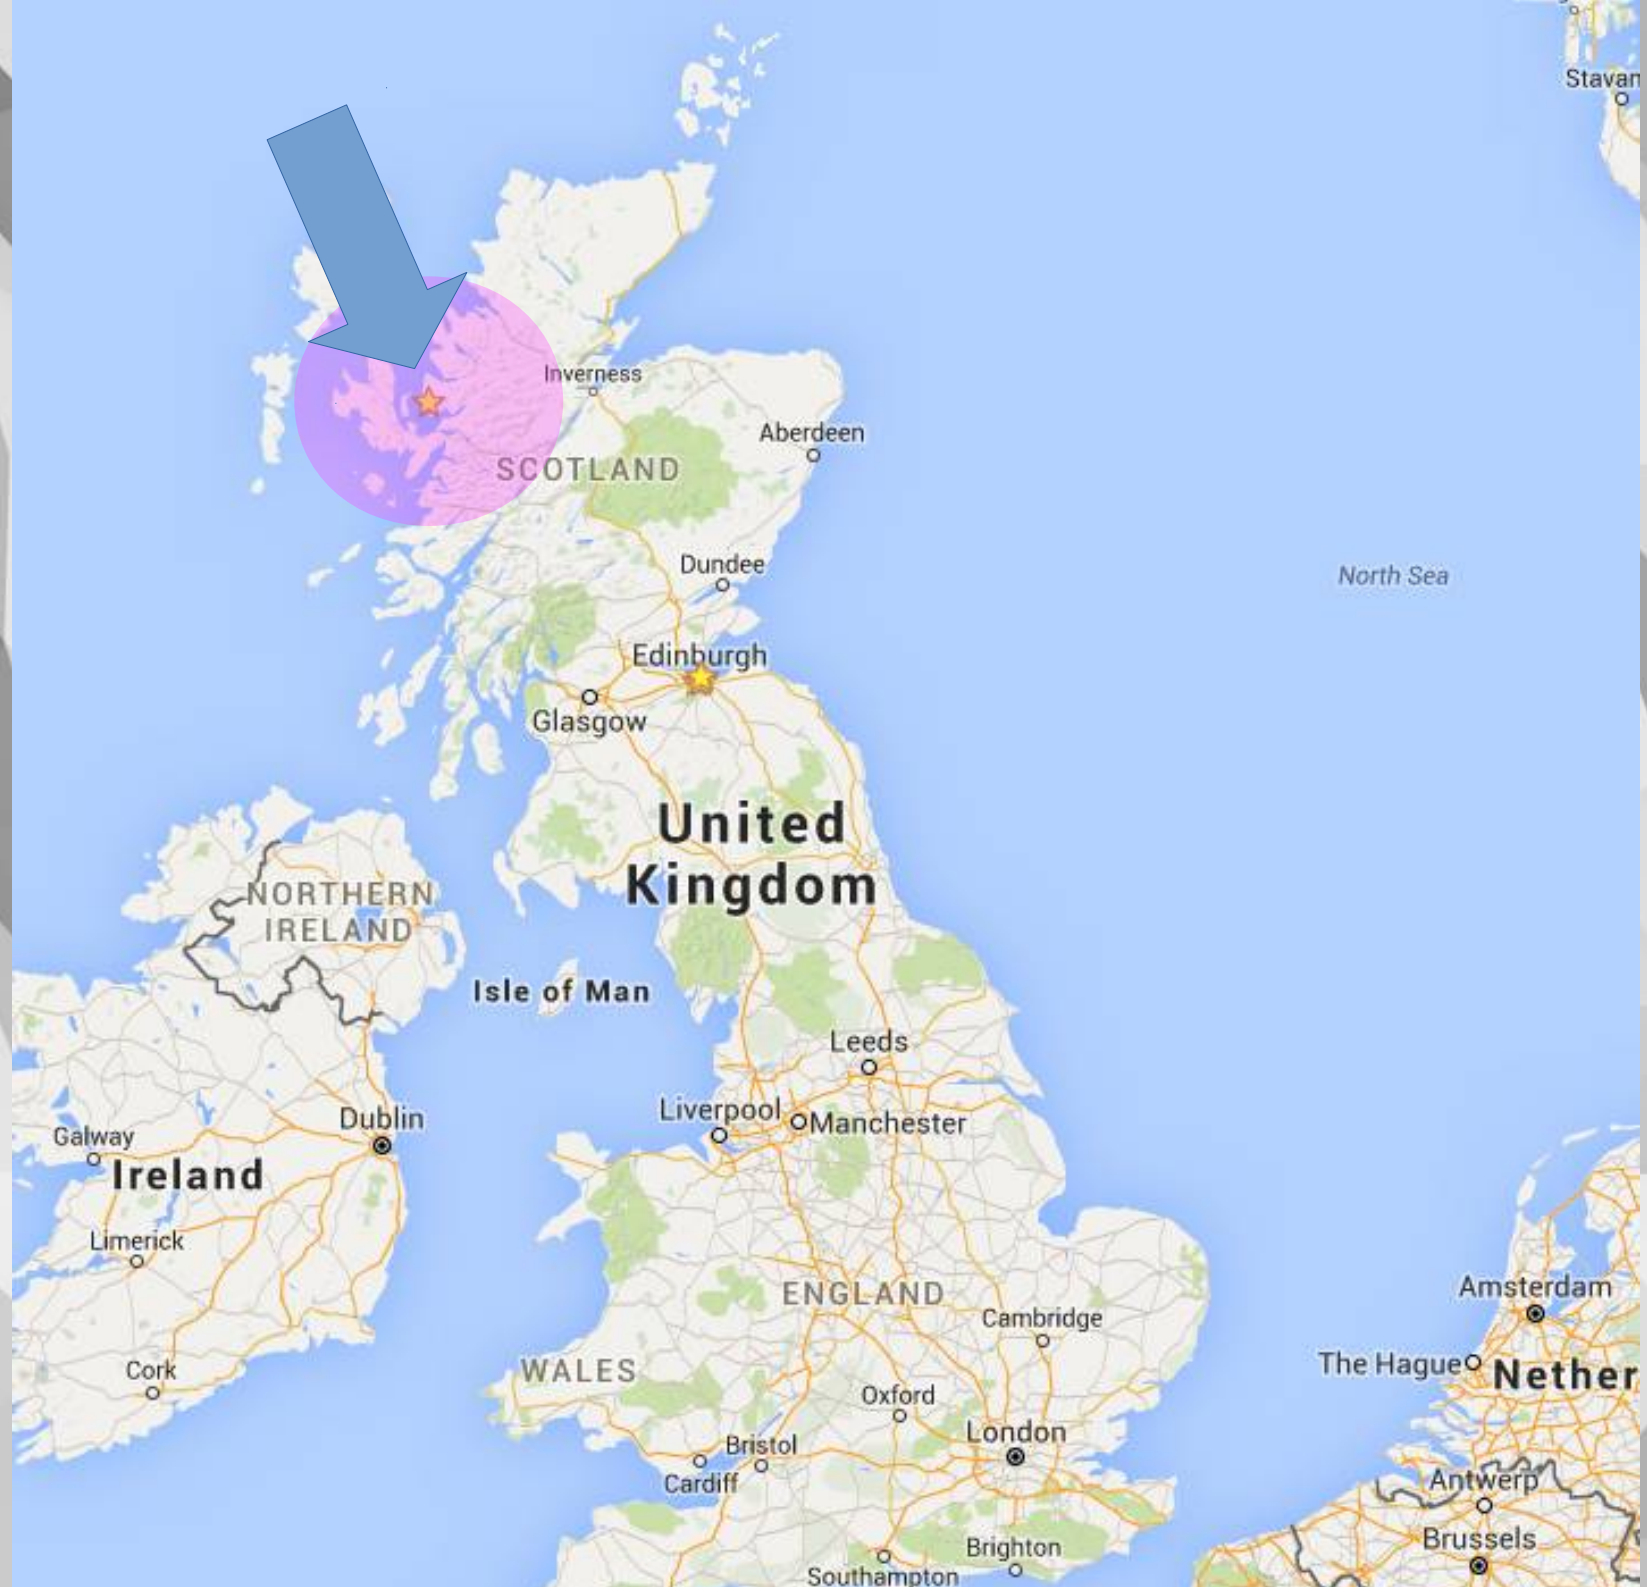 Stavan
Inverness
Aberdeen
SCOTLAND
Dundee
North Sea
Edinburgh
Glasgow
United
Kingdom
NORTHERN
IRELAND
Isle of Man
Leeds
Liverpool
Manchester
Dublin
Galway
Ireland
Limerick
Amsterdam
ENGLAND
Cambridge
The Hague
Nether
WALES
Cork
Oxford
London
Bristol
Cardiff
Antwerp
Brussels
Brighton
Southampton